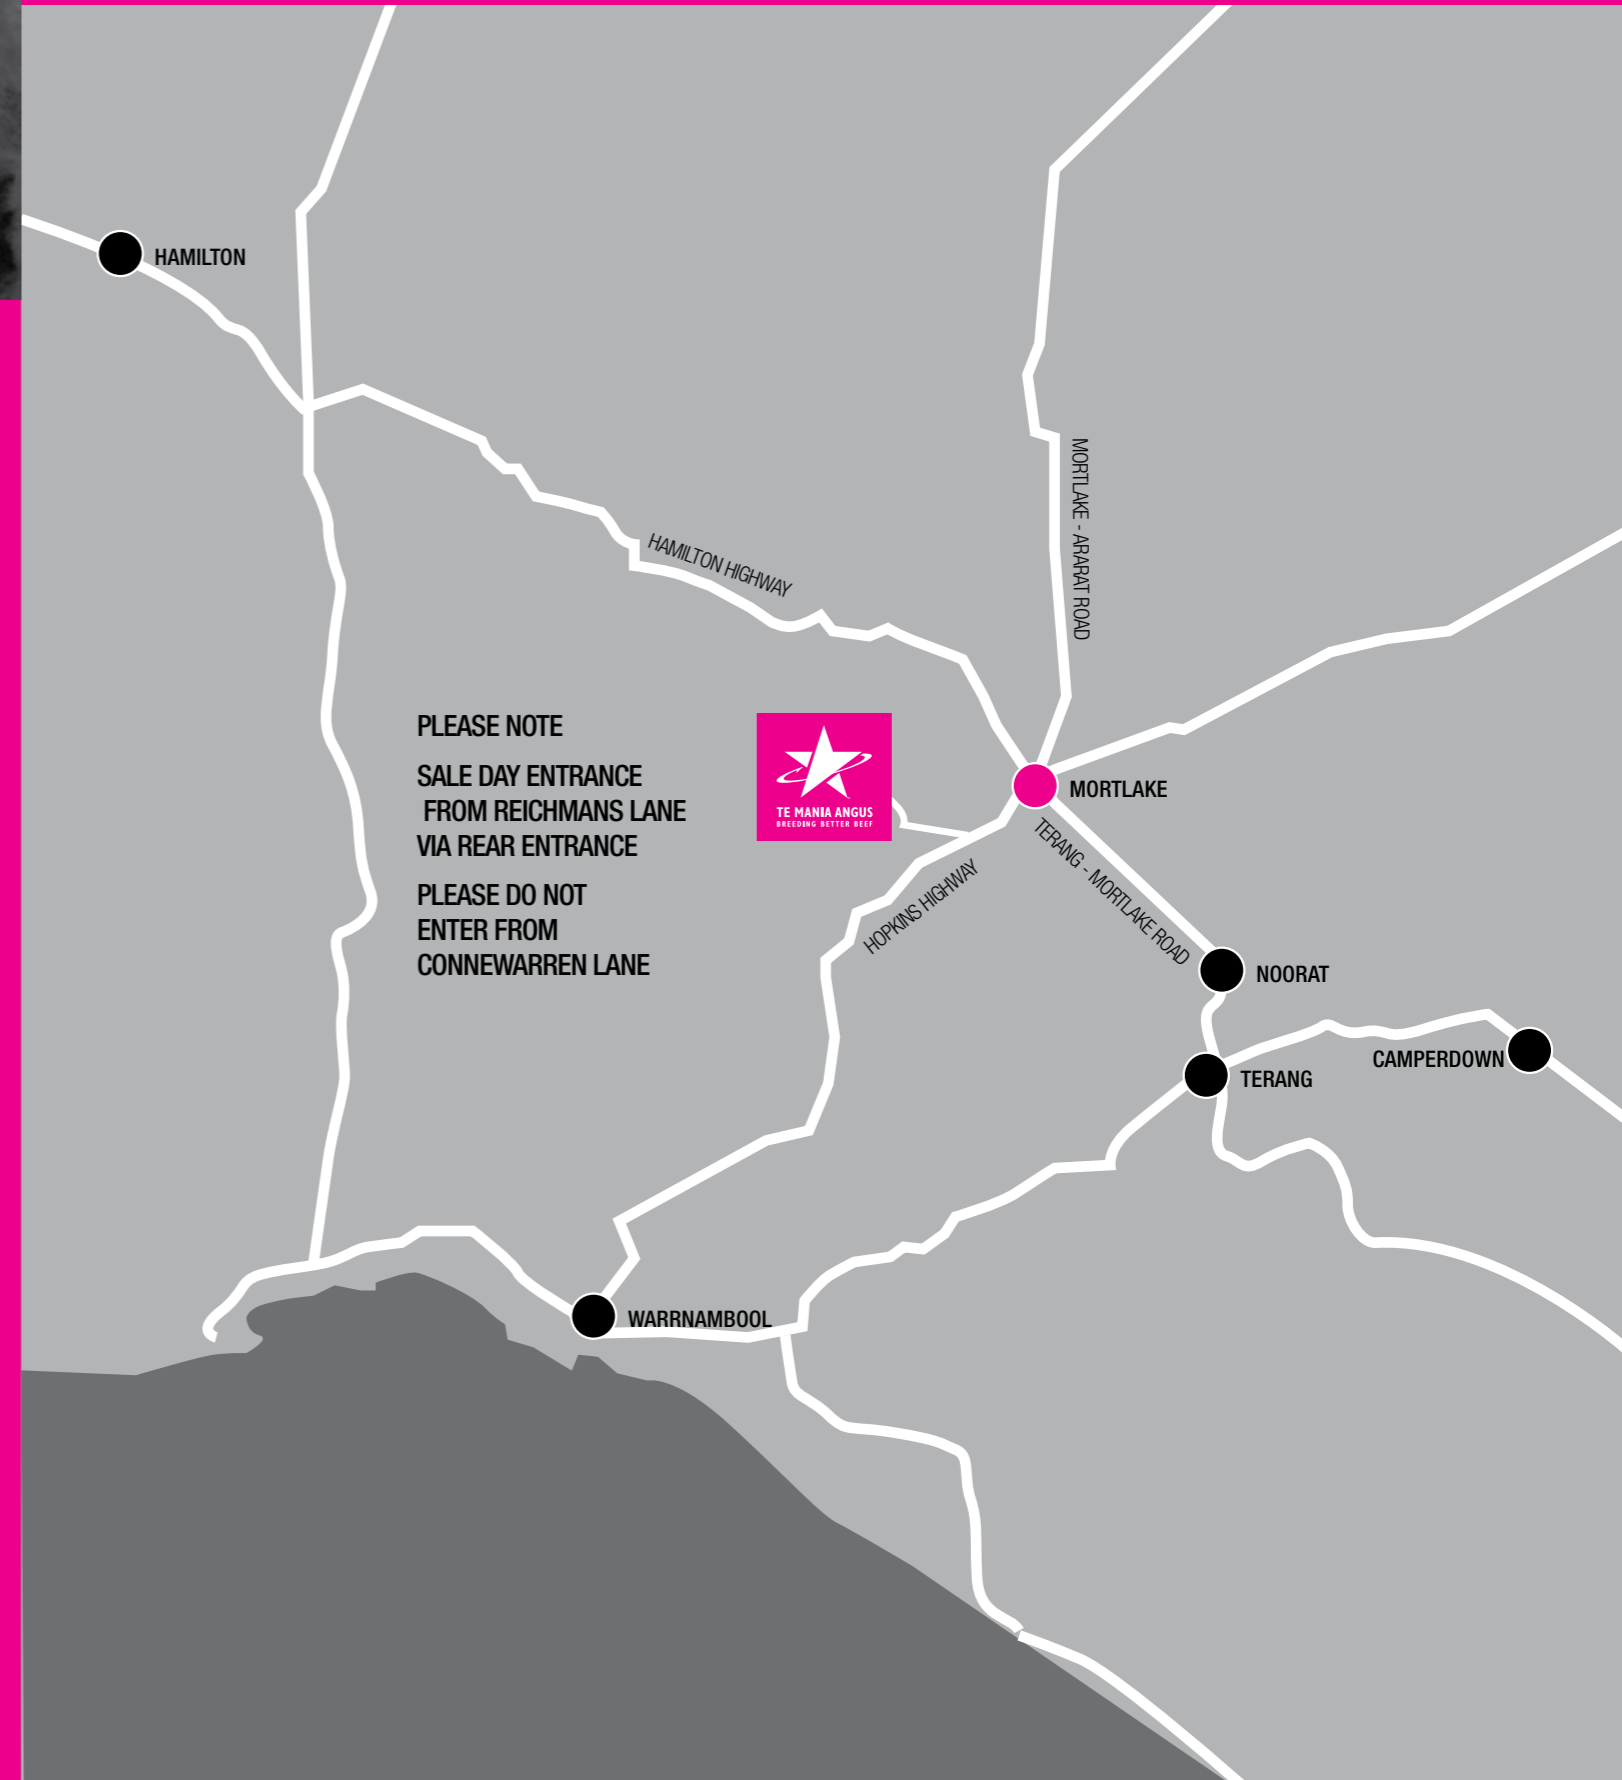 HAMILTON
HAMILTON HIGHWAY
MORTLAKE - ARARAT ROAD
PLEASE NOTE
SALE DAY ENTRANCE
FROM REICHMANS LANE
VIA REAR ENTRANCE
PLEASE DO NOT
ENTER FROM
CONNEWARREN LANE
TE MANIA ANGUS
BREEDING BETTER BEEF
MORTLAKE
TERANG - MORTLAKE ROAD
HOPKINS HIGHWAY
NOORAT
CAMPERDOWN
TERANG
WARRNAMBOOL